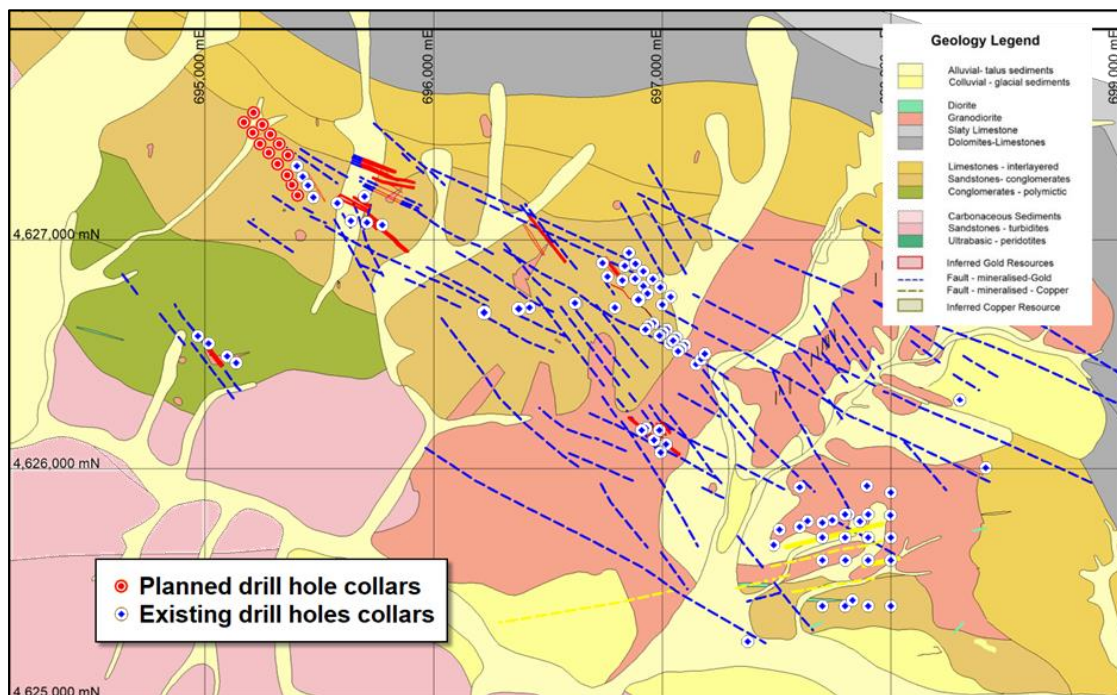 695,000 mE
696,000 mE
697,000 mE
699,000 mE
4,627,000 mN
4,626,000 mN
4,625,000 mN
Geology Legend
Alluvial- talus sediments
Colluvial - glacial sediments
Diorite
Granodiorite
Slaty Limestone
Dolomites-Limestones
Limestones - interlayered
Sandstones- conglomerates
Conglomerates - polymictic
Carbonaceous Sediments
Sandstones - turbidites
Ultrabasic - peridotites
Inferred Gold Resources
Fault - mineralised-Gold
Fault - mineralised - Copper
Inferred Copper Resource
Planned drill hole collars
Existing drill holes collars